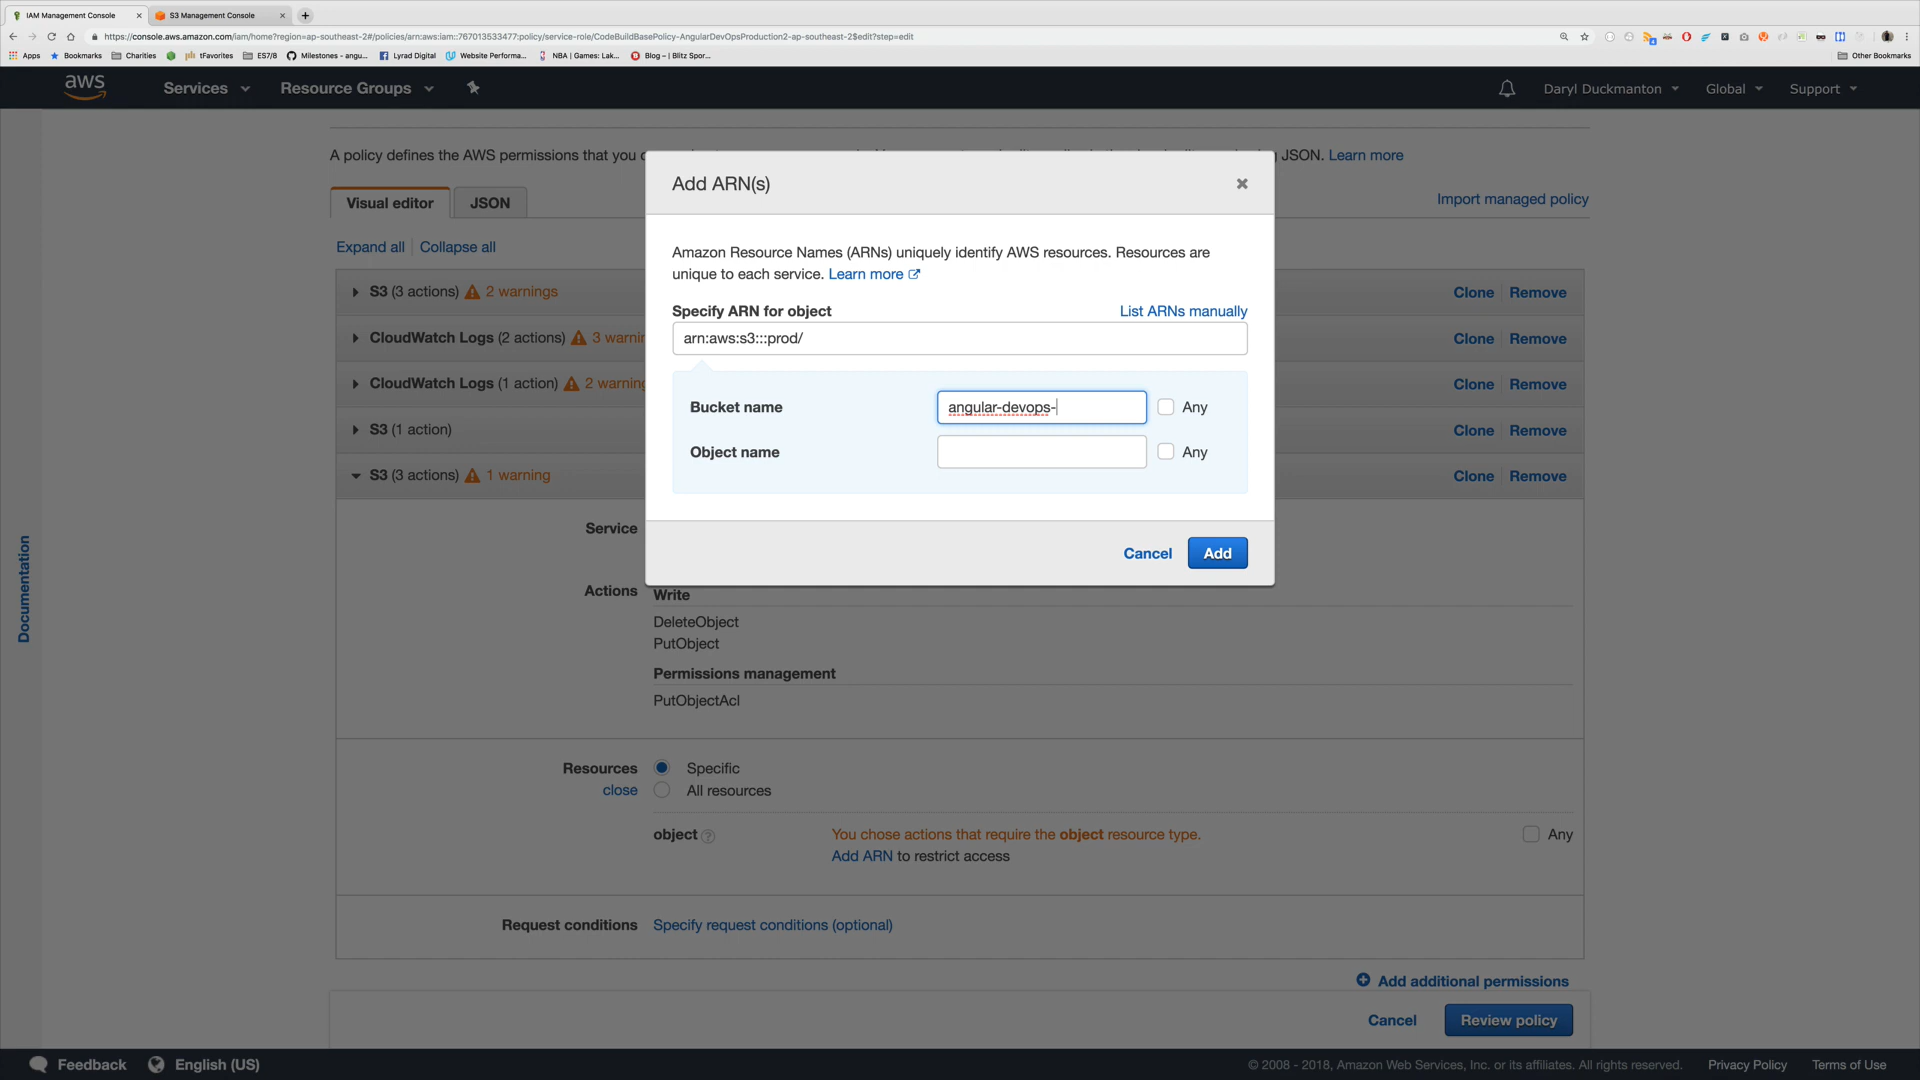 IAM Management Console
S3 Management Console
https://console.aws.amazon.com/iam/home?region=ap-southeast-2#/policies/arn:aws:iam::767013533477:policy/service-role/CodeBuildBasePolicy-AngularDevOpsProduction2-ap-southeast-2$edit?step=edit
Apps Bookmarks Charities tFavorites ES7/8 Milestones - angu... Lyrad Digital Website Performa... NBA | Games: Lak... Blog – | Blitz Spor... Other Bookmarks
aws Services Resource Groups Daryl Duckmanton Global Support
A policy defines the AWS permissions that you JSON. Learn more
Visual editor JSON Import managed policy
Expand all Collapse all
S3 (3 actions) 2 warnings Clone Remove
CloudWatch Logs (2 actions) 3 warnin Clone Remove
CloudWatch Logs (1 action) 2 warning Clone Remove
S3 (1 action) Clone Remove
S3 (3 actions) 1 warning Clone Remove
Add ARN(s)
Amazon Resource Names (ARNs) uniquely identify AWS resources. Resources are
unique to each service. Learn more
Specify ARN for object List ARNs manually
arn:aws:s3:::prod/
Bucket name angular-devops- Any
Object name Any
Cancel Add
Service
Actions Write
DeleteObject
PutObject
Permissions management
PutObjectAcl
Resources Specific
close All resources
object You chose actions that require the object resource type. Any
Add ARN to restrict access
Request conditions Specify request conditions (optional)
Add additional permissions
Cancel Review policy
Documentation
Feedback English (US) © 2008 - 2018, Amazon Web Services, Inc. or its affiliates. All rights reserved. Privacy Policy Terms of Use